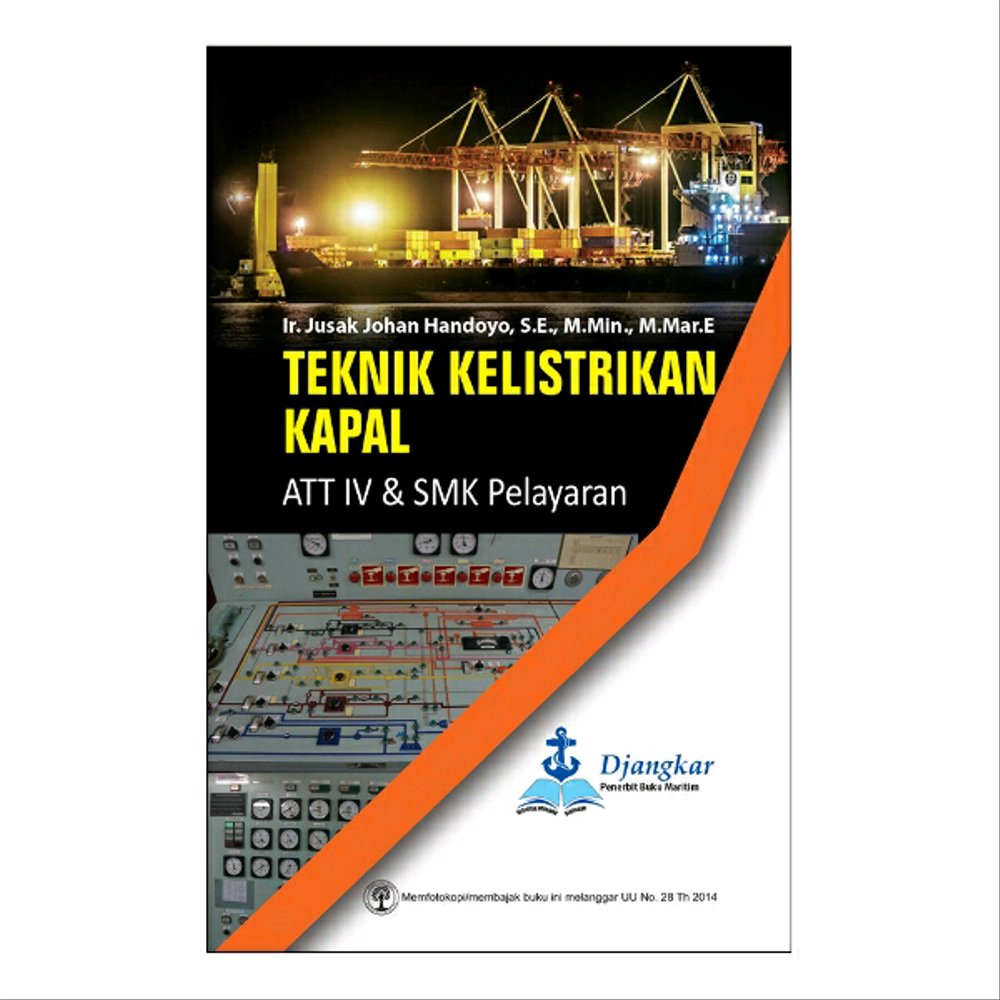 Ir. Jusak Johan Handoyo, S.E., M.Min., M.Mar.E
TEKNIK KELISTRIKAN
KAPAL
ATT IV & SMK Pelayaran
Djangkar
Penerbit Buku Maritim
Memfotokopi/membajak buku ini melanggar UU No. 28 Th 2014